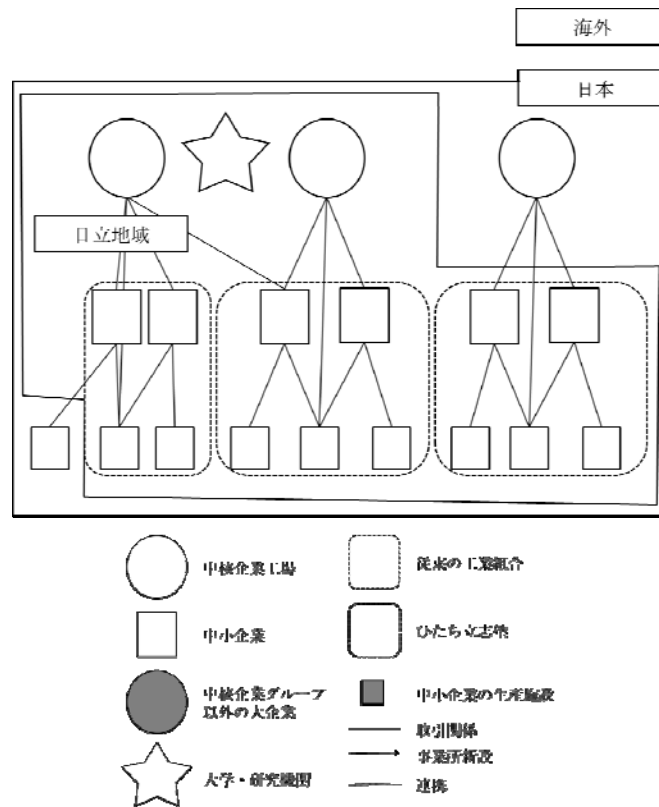 海外
日本
日立地域
中核企業工場
従来の工業組合
中小企業
ひたち立志塾
中核企業グループ
以外の大企業
中小企業の生産施設
取引関係
事業所新設
大学・研究機関
連携